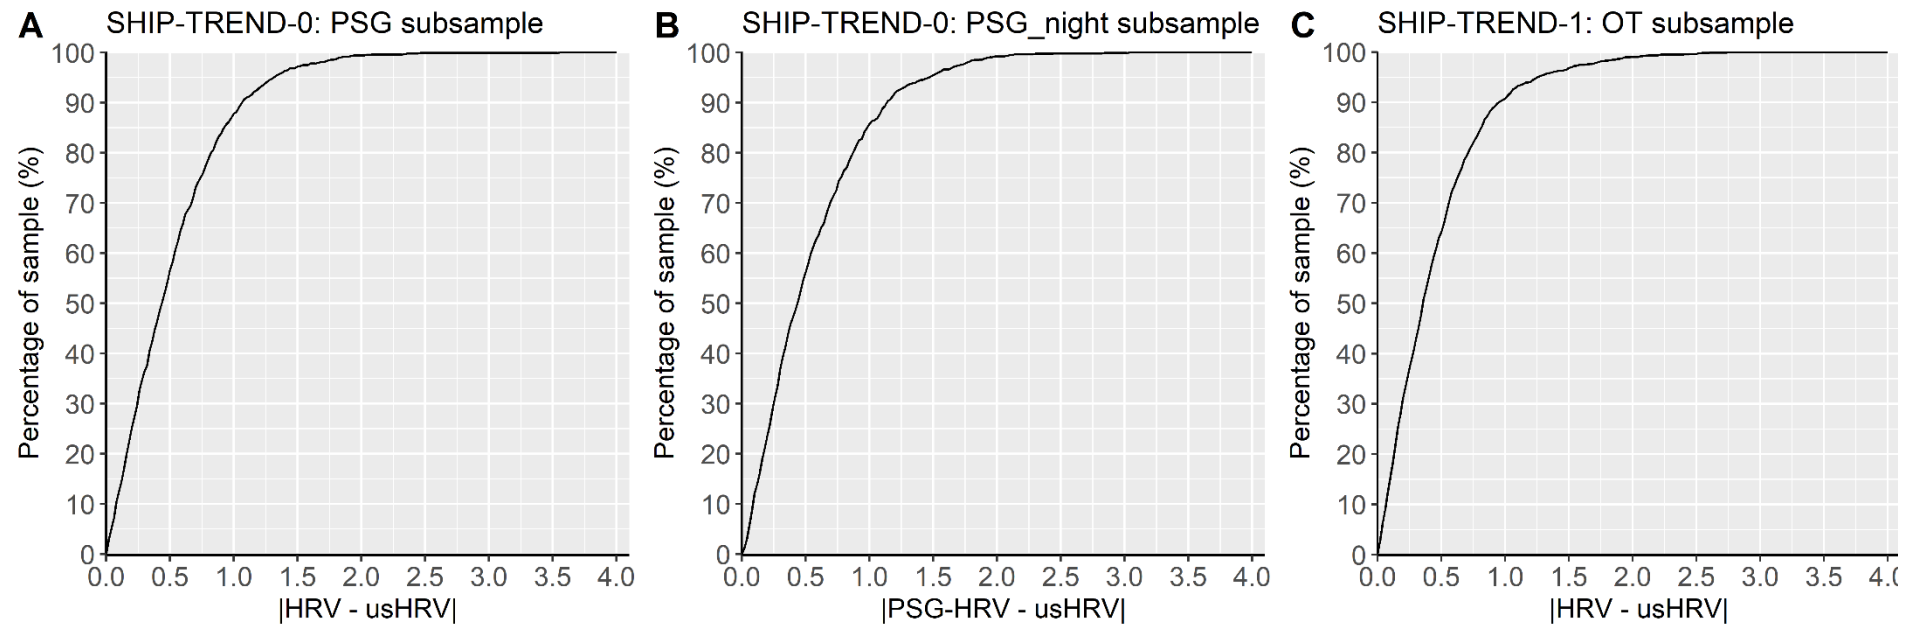 A SHIP-TREND-0: PSG subsample
Percentage of sample (%)
100
90
80
70
60
50
40
30
20
10
0
0.0 0.5 1.0 1.5 2.0 2.5 3.0 3.5 4.0
|HRV - usHRV|
B SHIP-TREND-0: PSG_night subsample
Percentage of sample (%)
100
90
80
70
60
50
40
30
20
10
0
0.0 0.5 1.0 1.5 2.0 2.5 3.0 3.5 4.0
|PSG-HRV - usHRV|
C SHIP-TREND-1: OT subsample
Percentage of sample (%)
100
90
80
70
60
50
40
30
20
10
0
0.0 0.5 1.0 1.5 2.0 2.5 3.0 3.5 4.0
|HRV - usHRV|